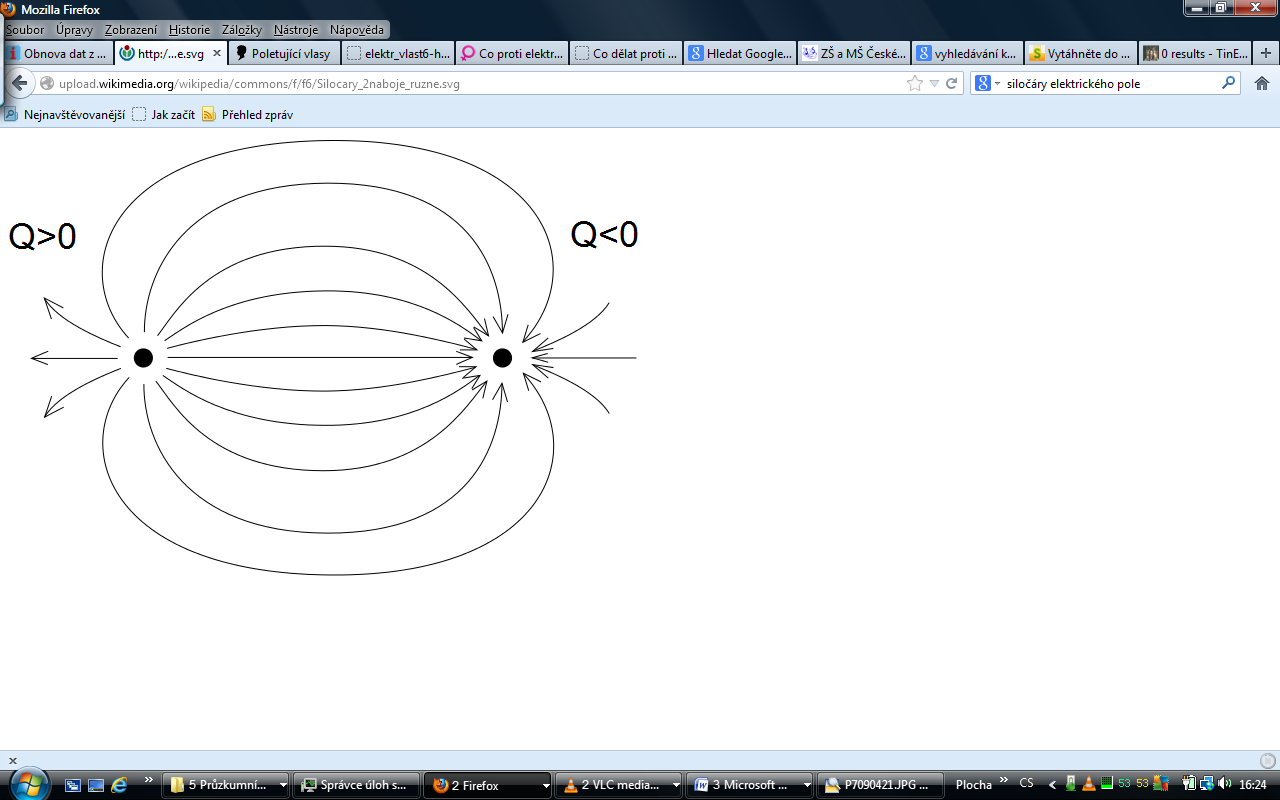 Mozilla Firefox
Soubor Úpravy Zobrazení Historie Záložky Nástroje Nápověda
Obnova dat z ... http:/...e.svg Poletující vlasy elektr_vlast6-h... Co proti elektr... Co dělat proti ... Hledat Google... ZŠ a MŠ České... vyhledávání k... Vytáhněte do ... 0 results - TinE...
upload.wikimedia.org/wikipedia/commons/f/f6/Silocary_2naboje_ruzne.svg siločáry elektrického pole
Nejnavštěvovanější Jak začít Přehled zpráv
Q>0 Q<0
5 Průzkumní... Správce úloh s... 2 Firefox 2 VLC media... 3 Microsoft ... P7090421.JPG ... Plocha CS 53 53 16:24